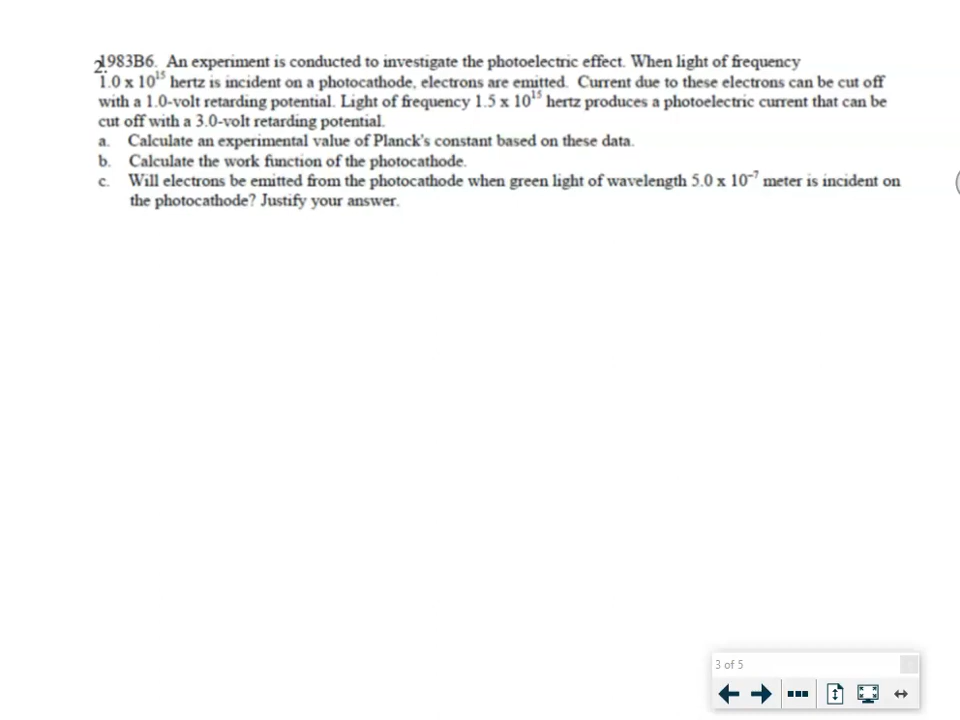 2.
1983B6. An experiment is conducted to investigate the photoelectric effect. When light of frequency
1.0 x 10¹⁵ hertz is incident on a photocathode, electrons are emitted. Current due to these electrons can be cut off
with a 1.0-volt retarding potential. Light of frequency 1.5 x 10¹⁵ hertz produces a photoelectric current that can be
cut off with a 3.0-volt retarding potential.
a. Calculate an experimental value of Planck's constant based on these data.
b. Calculate the work function of the photocathode.
c. Will electrons be emitted from the photocathode when green light of wavelength 5.0 x 10⁻⁷ meter is incident on
the photocathode? Justify your answer.
3 of 5